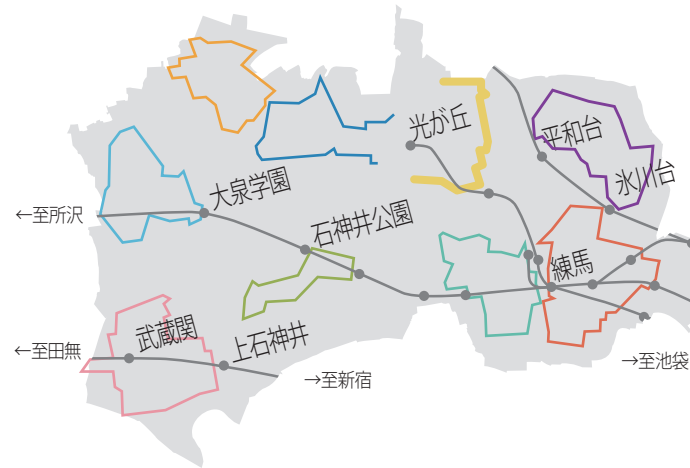 光が丘
平和台
氷川台
大泉学園
←至所沢
石神井公園
練馬
武蔵関
上石神井
←至田無
→至新宿
→至池袋